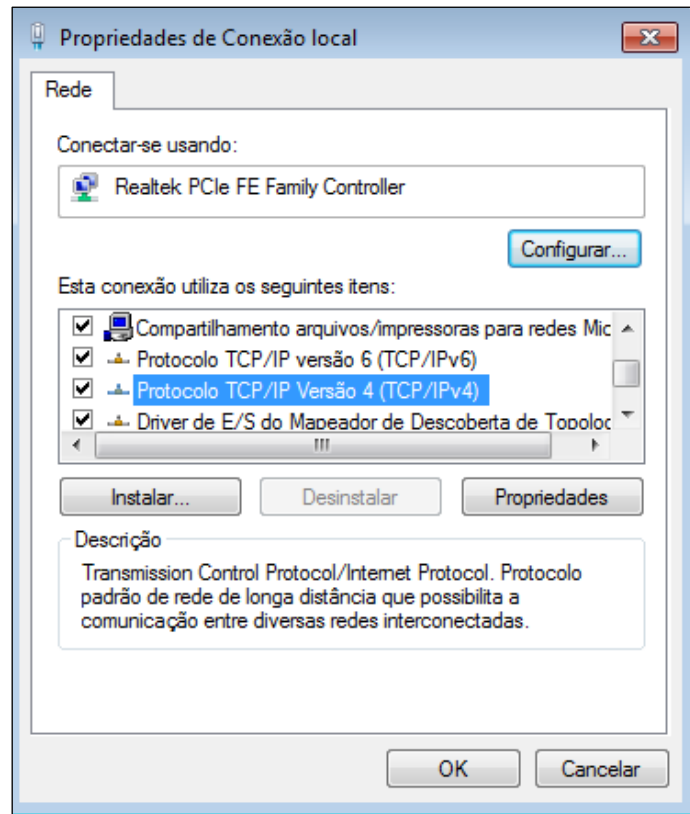 Propriedades de Conexão local
Rede
Conectar-se usando:
Realtek PCIe FE Family Controller
Configurar...
Esta conexão utiliza os seguintes itens:
Compartilhamento arquivos/impressoras para redes Mic
Protocolo TCP/IP versão 6 (TCP/IPv6)
Protocolo TCP/IP Versão 4 (TCP/IPv4)
Driver de E/S do Mapeador de Descoberta de Topoloc
Instalar...
Desinstalar
Propriedades
Descrição
Transmission Control Protocol/Internet Protocol. Protocolo
padrão de rede de longa distância que possibilita a
comunicação entre diversas redes interconectadas.
OK
Cancelar